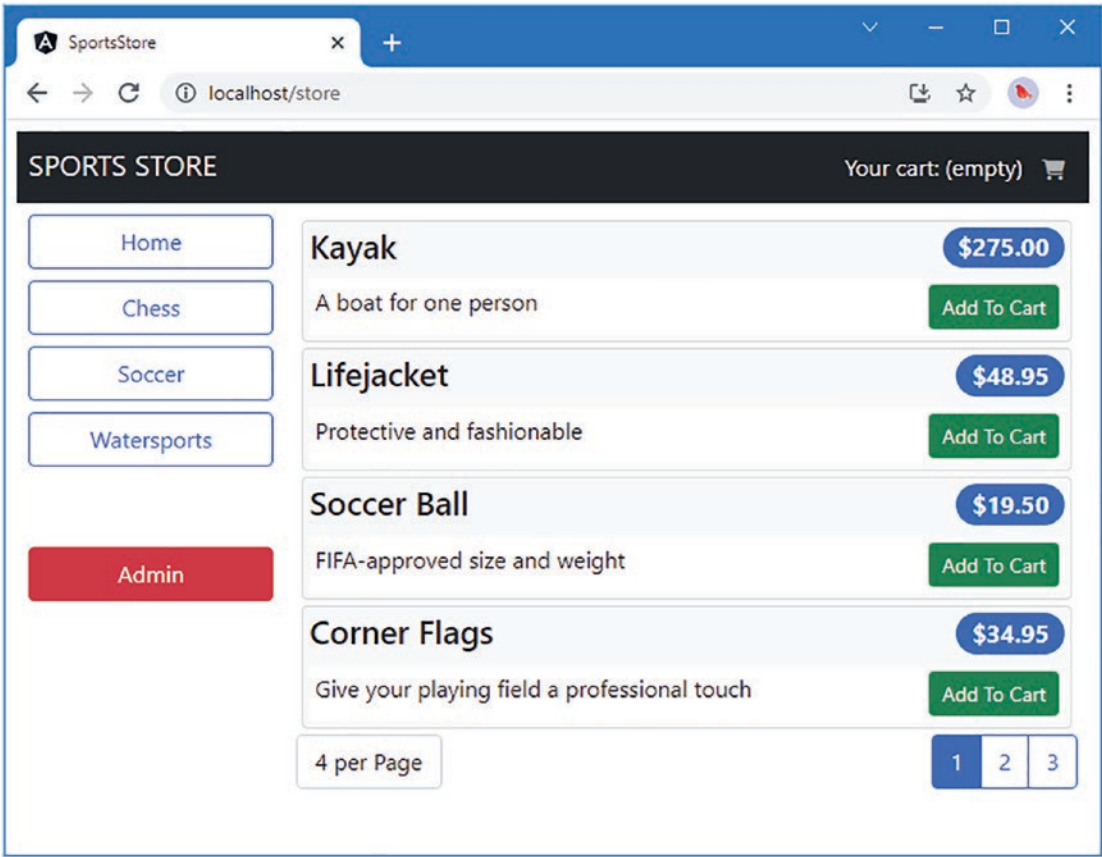 SportsStore
localhost/store
SPORTS STORE
Your cart: (empty)
Home
Chess
Soccer
Watersports
Admin
Kayak
$275.00
A boat for one person
Add To Cart
Lifejacket
$48.95
Protective and fashionable
Add To Cart
Soccer Ball
$19.50
FIFA-approved size and weight
Add To Cart
Corner Flags
$34.95
Give your playing field a professional touch
Add To Cart
4 per Page
1 2 3